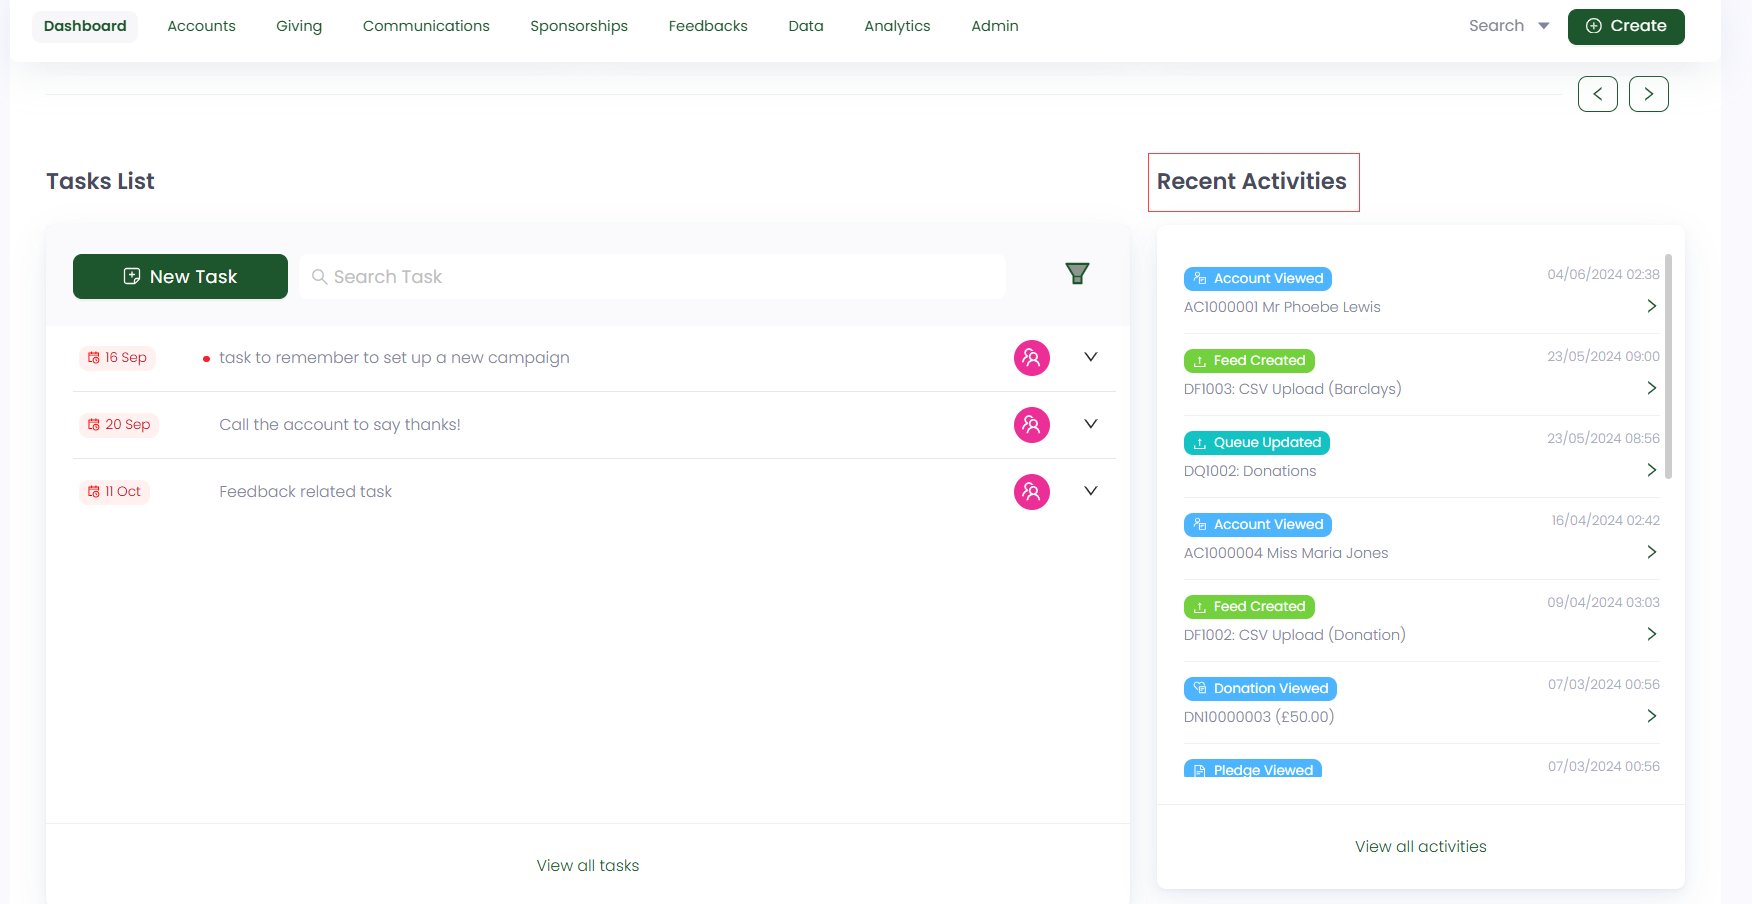 Dashboard Accounts Giving Communications Sponsorships Feedbacks Data Analytics Admin Search Create
Tasks List
New Task Search Task
16 Sep task to remember to set up a new campaign
20 Sep Call the account to say thanks!
11 Oct Feedback related task
View all tasks
Recent Activities
Account Viewed 04/06/2024 02:38
AC1000001 Mr Phoebe Lewis
Feed Created 23/05/2024 09:00
DF1003: CSV Upload (Barclays)
Queue Updated 23/05/2024 08:56
DQ1002: Donations
Account Viewed 16/04/2024 02:42
AC1000004 Miss Maria Jones
Feed Created 09/04/2024 03:03
DF1002: CSV Upload (Donation)
Donation Viewed 07/03/2024 00:56
DN10000003 (£50.00)
Pledge Viewed 07/03/2024 00:56
View all activities